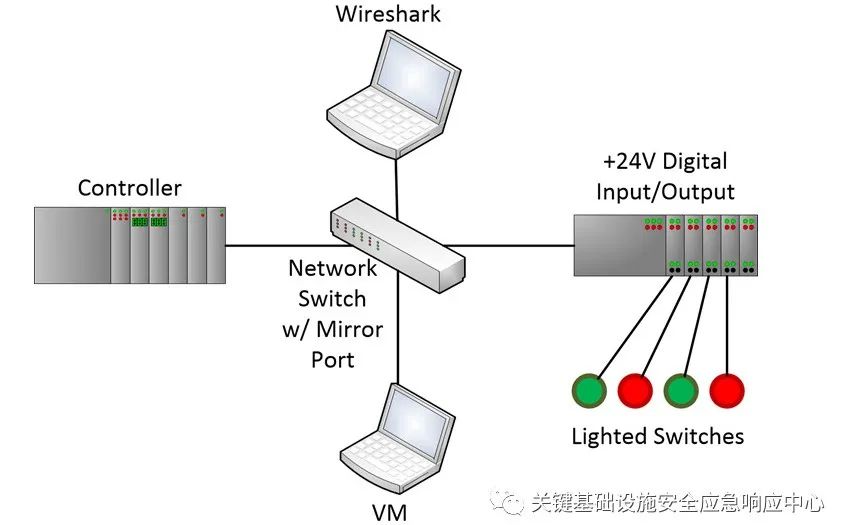 Wireshark
+24V Digital
Input/Output
Controller
Network
Switch
w/ Mirror
Port
Lighted Switches
VM
关键基础设施安全应急响应中心